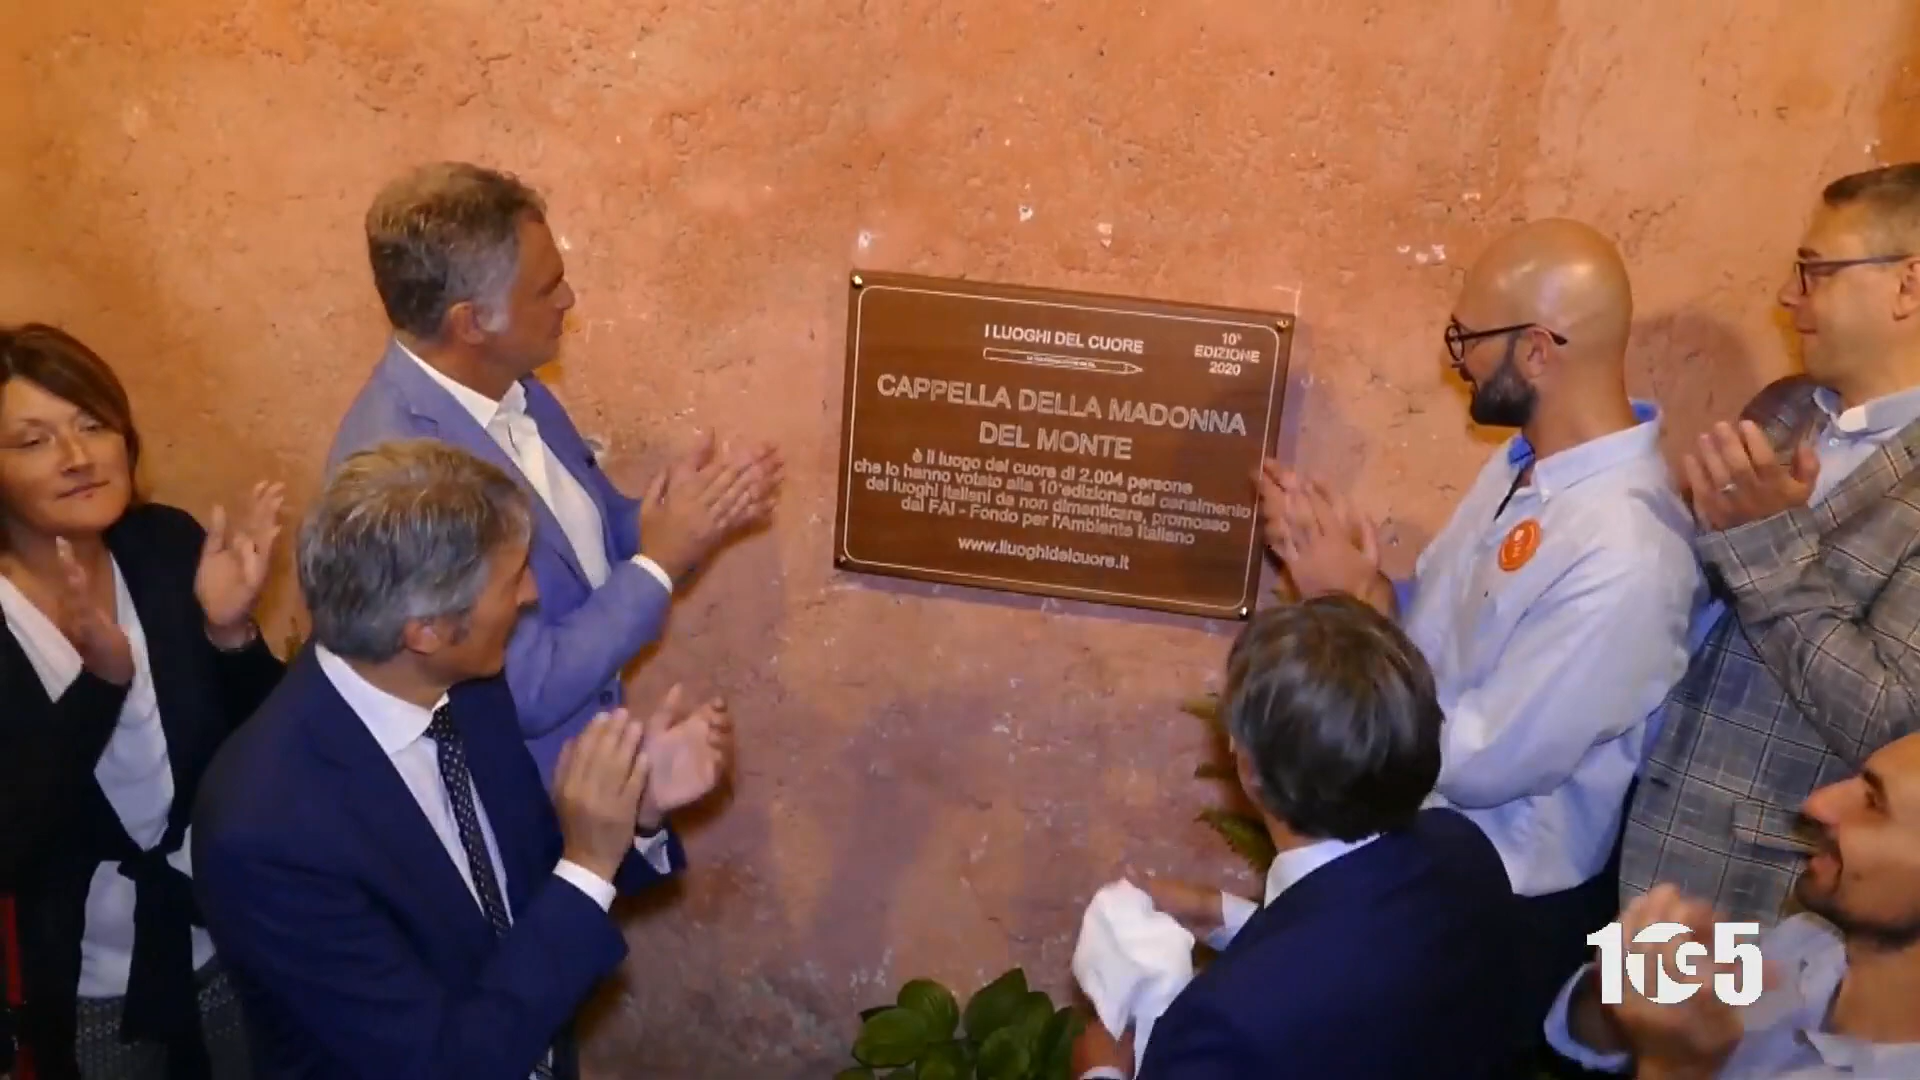 I LUOGHI DEL CUORE
10°
EDIZIONE
2020
CAPPELLA DELLA MADONNA
DEL MONTE
è il luogo del cuore di 2.004 persone
che lo hanno votato alla 10°edizione del censimento
dei luoghi italiani da non dimenticare, promosso
dal FAI - Fondo per l'Ambiente Italiano
www.iluoghidelcuore.it
1TG5